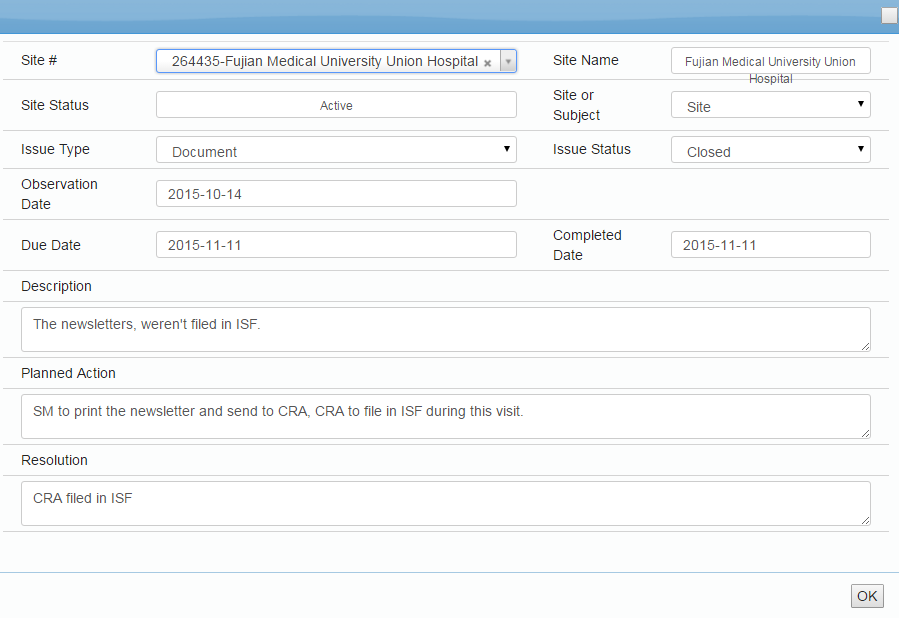 Site #
264435-Fujian Medical University Union Hospital
Site Name
Fujian Medical University Union
Hospital
Site Status
Active
Site or
Subject
Site
Issue Type
Document
Issue Status
Closed
Observation
Date
2015-10-14
Due Date
2015-11-11
Completed
Date
2015-11-11
Description
The newsletters, weren't filed in ISF.
Planned Action
SM to print the newsletter and send to CRA, CRA to file in ISF during this visit.
Resolution
CRA filed in ISF
OK